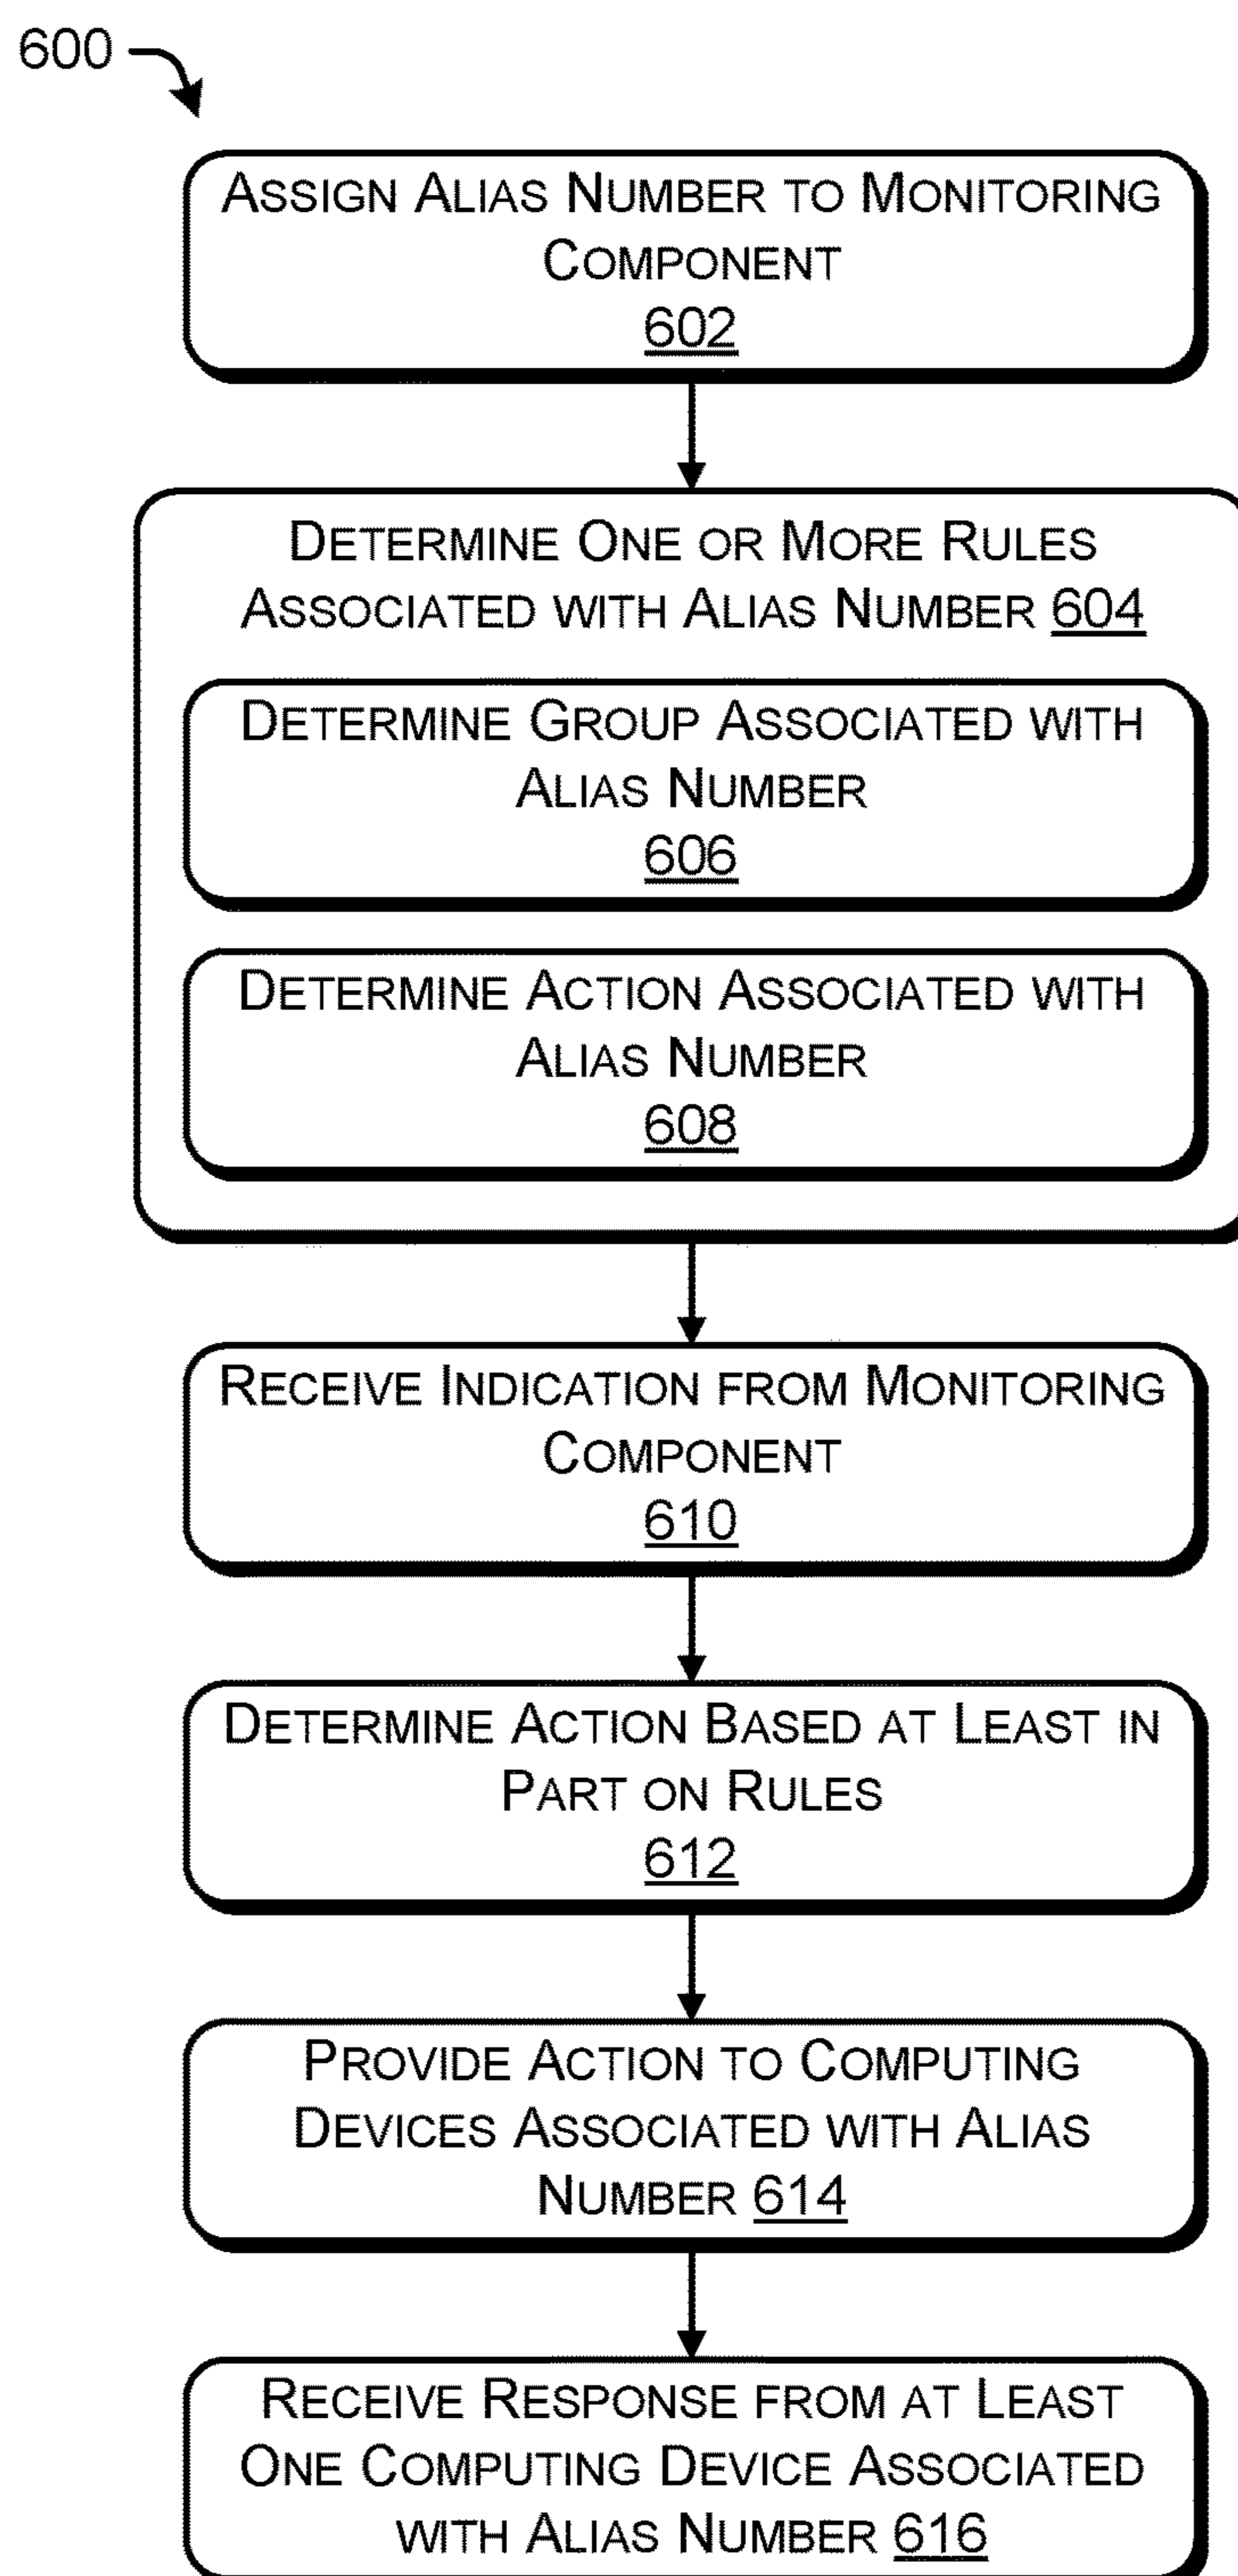 600
ASSIGN ALIAS NUMBER TO MONITORING
COMPONENT
602
DETERMINE ONE OR MORE RULES
ASSOCIATED WITH ALIAS NUMBER 604
DETERMINE GROUP ASSOCIATED WITH
ALIAS NUMBER
606
DETERMINE ACTION ASSOCIATED WITH
ALIAS NUMBER
608
RECEIVE INDICATION FROM MONITORING
COMPONENT
610
DETERMINE ACTION BASED AT LEAST IN
PART ON RULES
612
PROVIDE ACTION TO COMPUTING
DEVICES ASSOCIATED WITH ALIAS
NUMBER 614
RECEIVE RESPONSE FROM AT LEAST
ONE COMPUTING DEVICE ASSOCIATED
WITH ALIAS NUMBER 616